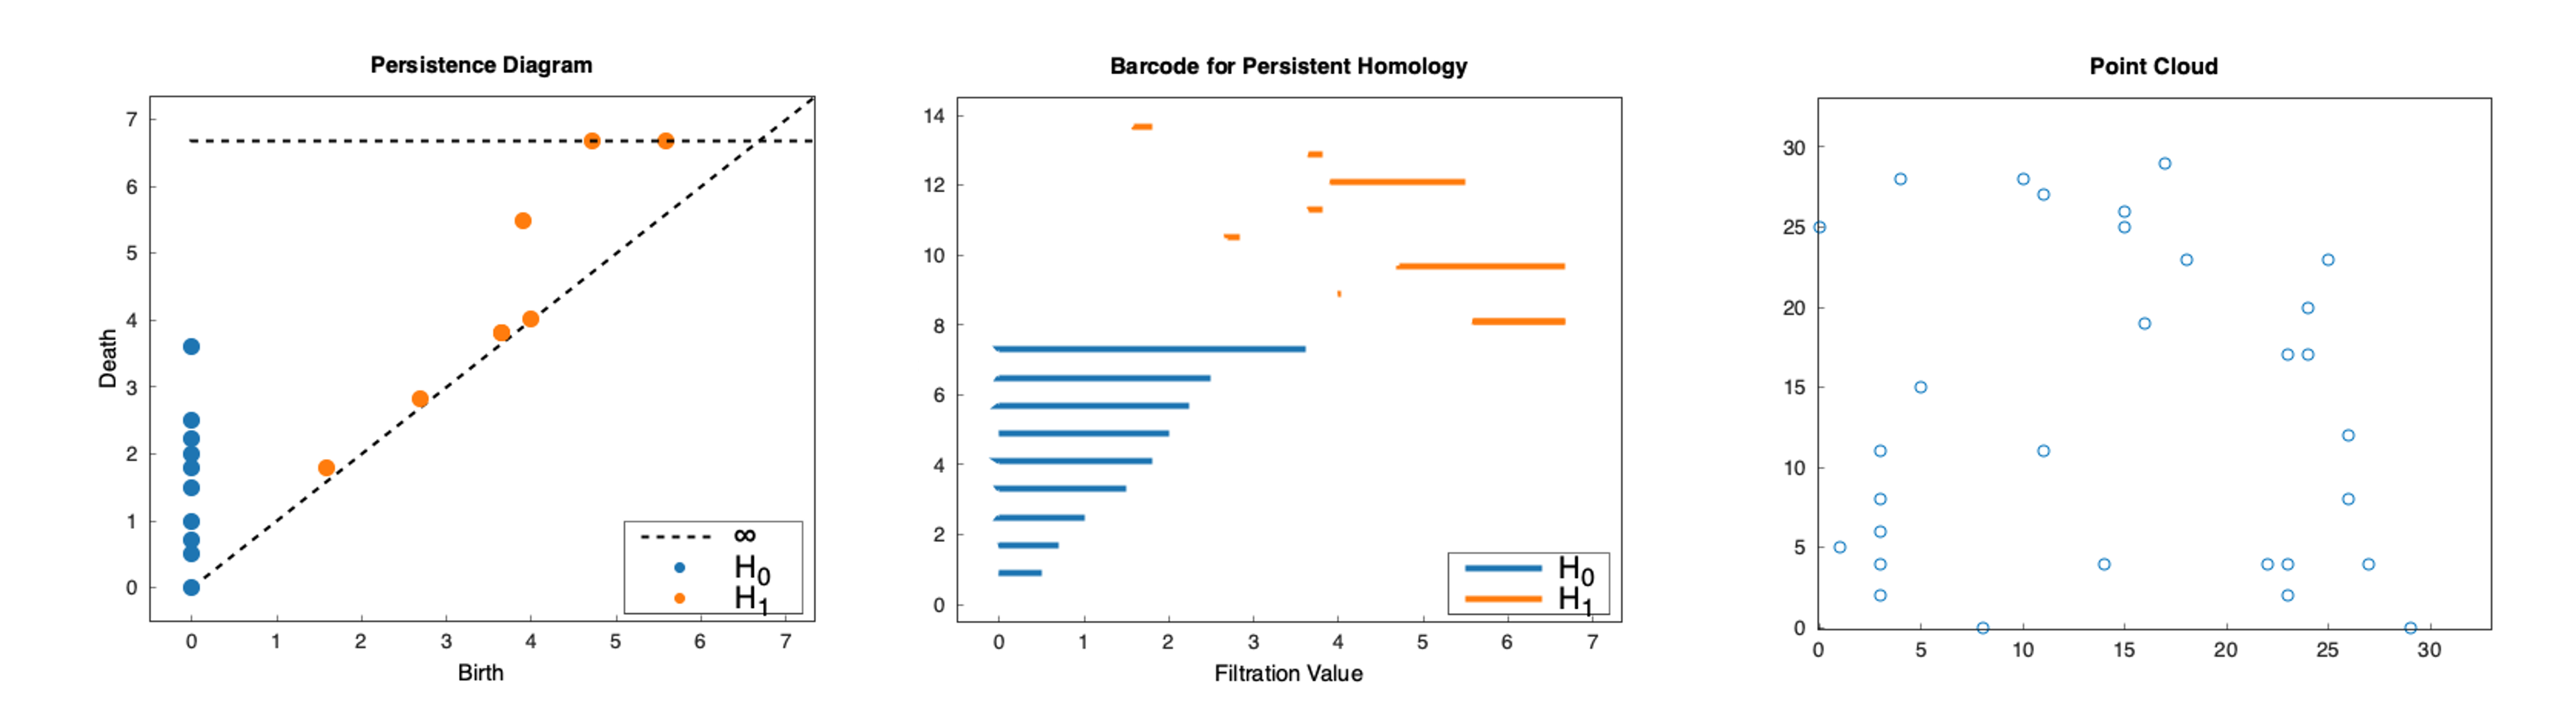 Persistence Diagram
7
6
5
4
3
2
1
0
Death
0 1 2 3 4 5 6 7
Birth
∞
H0
H1
Barcode for Persistent Homology
14
12
10
8
6
4
2
0
0 1 2 3 4 5 6 7
Filtration Value
H0
H1
Point Cloud
30
25
20
15
10
5
0
0 5 10 15 20 25 30